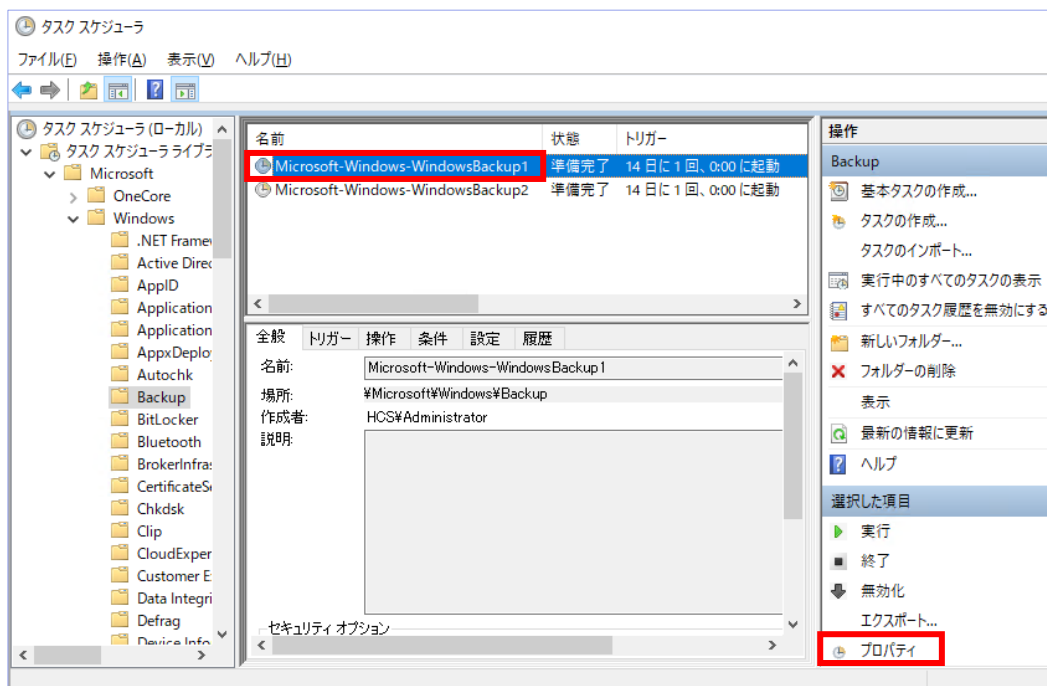 タスク スケジューラ
ファイル(F) 操作(A) 表示(V) ヘルプ(H)
タスク スケジューラ (ローカル)
タスク スケジューラ ライブラ
Microsoft
OneCore
Windows
.NET Framew
Active Direc
AppID
Application
Application
AppxDeploy
Autochk
Backup
BitLocker
Bluetooth
BrokerInfras
CertificateSe
Chkdsk
Clip
CloudExper
Customer E
Data Integri
Defrag
Device Info
名前 状態 トリガー
Microsoft-Windows-WindowsBackup1 準備完了 14 日に 1 回、0:00 に起動
Microsoft-Windows-WindowsBackup2 準備完了 14 日に 1 回、0:00 に起動
全般 トリガー 操作 条件 設定 履歴
名前: Microsoft-Windows-WindowsBackup1
場所: ¥Microsoft¥Windows¥Backup
作成者: HCS¥Administrator
説明:
セキュリティ オプション
操作
Backup
基本タスクの作成...
タスクの作成...
タスクのインポート...
実行中のすべてのタスクの表示
すべてのタスク履歴を無効にする
新しいフォルダー...
フォルダーの削除
表示
最新の情報に更新
ヘルプ
選択した項目
実行
終了
無効化
エクスポート...
プロパティ